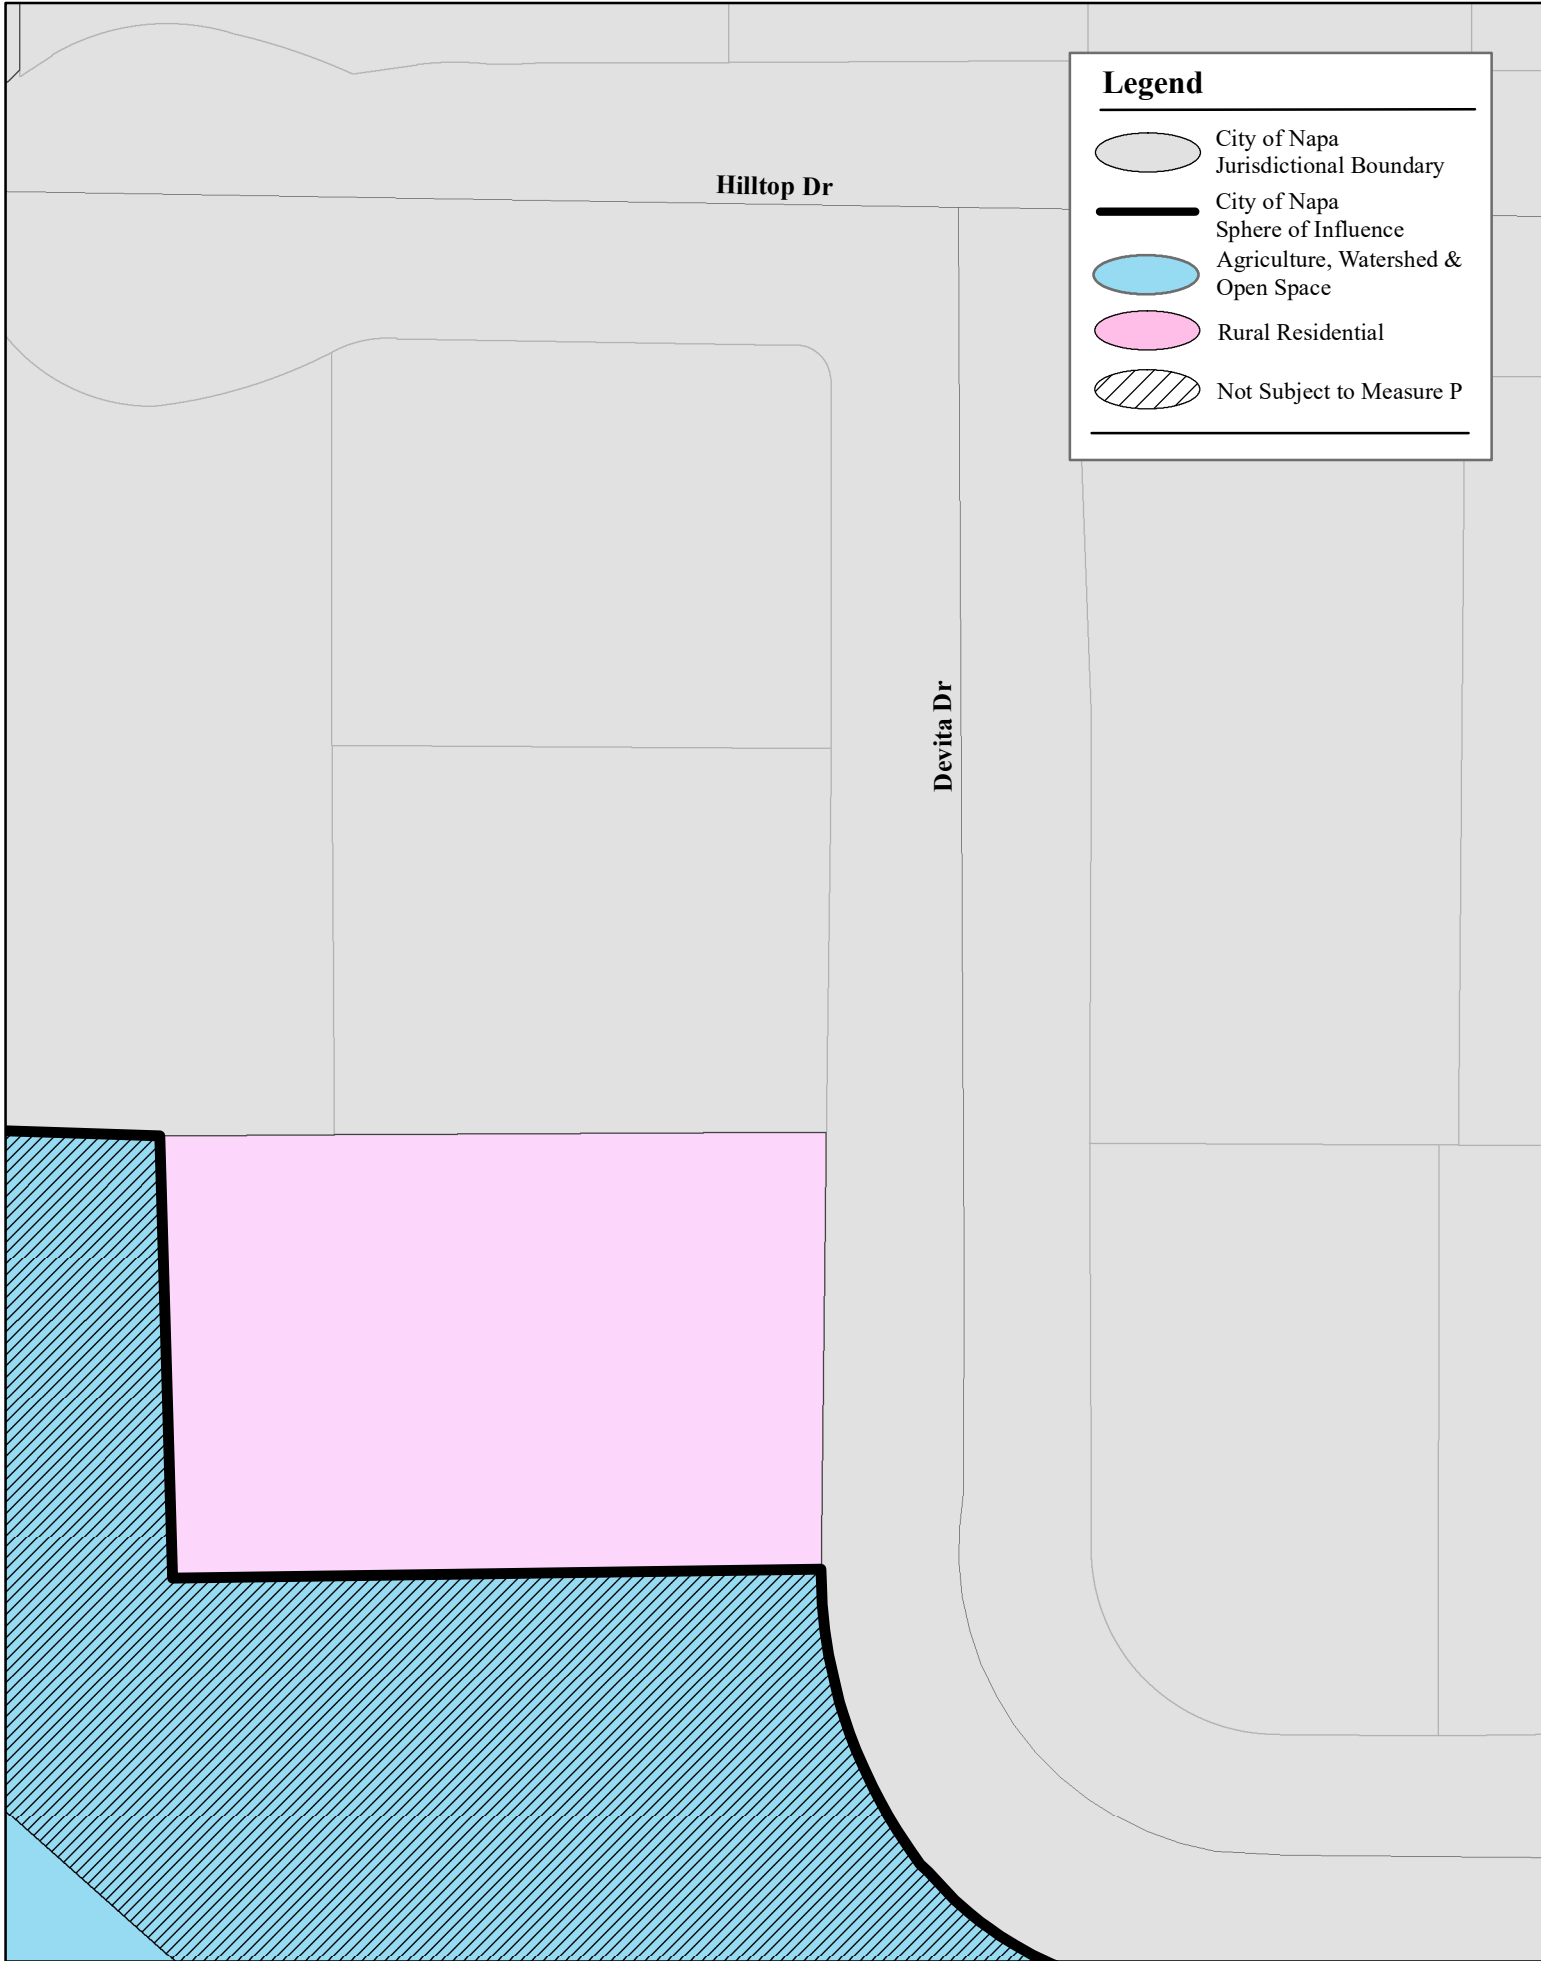 Legend
City of Napa
Jurisdictional Boundary
City of Napa
Sphere of Influence
Agriculture, Watershed &
Open Space
Rural Residential
Not Subject to Measure P
Hilltop Dr
Devita Dr